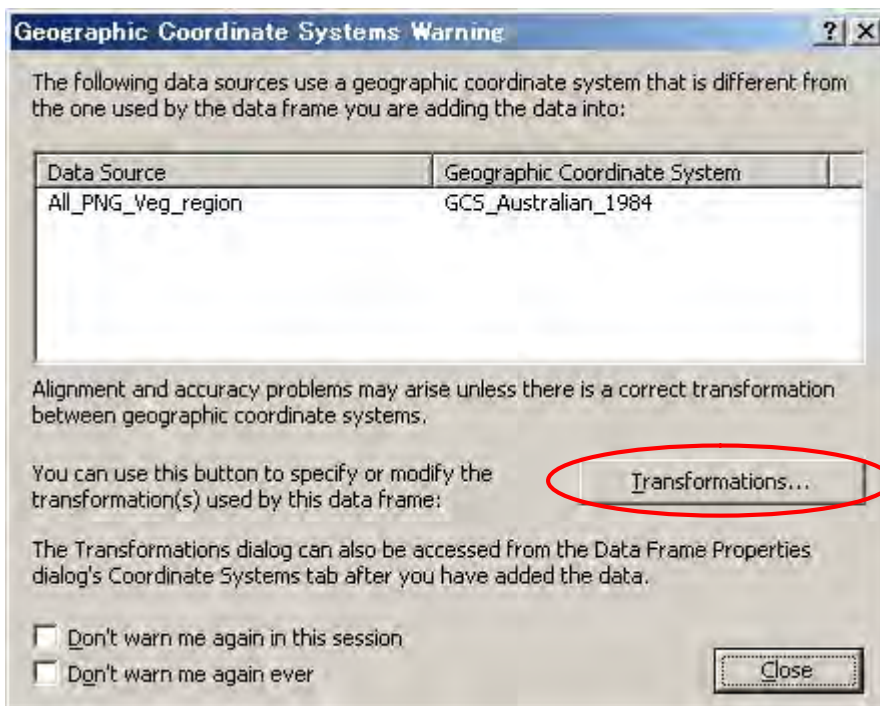 Geographic Coordinate Systems Warning
The following data sources use a geographic coordinate system that is different from
the one used by the data frame you are adding the data into:
Data Source Geographic Coordinate System
All_PNG_Veg_region GCS_Australian_1984
Alignment and accuracy problems may arise unless there is a correct transformation
between geographic coordinate systems.
You can use this button to specify or modify the
transformation(s) used by this data frame:
Transformations...
The Transformations dialog can also be accessed from the Data Frame Properties
dialog's Coordinate Systems tab after you have added the data.
Don't warn me again in this session
Don't warn me again ever
Close